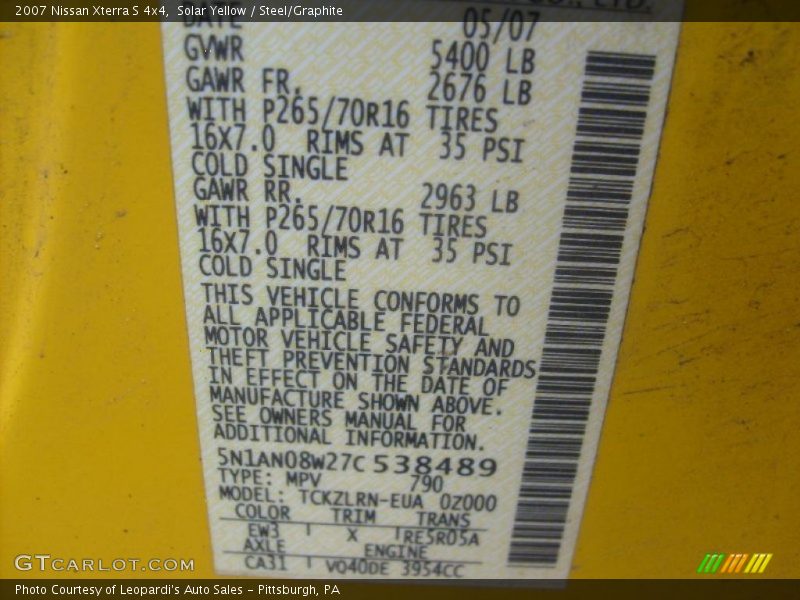 2007 Nissan Xterra S 4x4, Solar Yellow / Steel/Graphite
DATE 05/07
GVWR 5400 LB
GAWR FR. 2676 LB
WITH P265/70R16 TIRES
16X7.0 RIMS AT 35 PSI
COLD SINGLE
GAWR RR. 2963 LB
WITH P265/70R16 TIRES
16X7.0 RIMS AT 35 PSI
COLD SINGLE
THIS VEHICLE CONFORMS TO
ALL APPLICABLE FEDERAL
MOTOR VEHICLE SAFETY AND
THEFT PREVENTION STANDARDS
IN EFFECT ON THE DATE OF
MANUFACTURE SHOWN ABOVE.
SEE OWNERS MANUAL FOR
ADDITIONAL INFORMATION.
5N1AN08W27C538489
TYPE: MPV 790
MODEL: TCKZLRN-EUA 0Z000
COLOR TRIM TRANS
EW3 X RE5R05A
AXLE ENGINE
CA31 VQ40DE 3954CC
GTCARLOT.COM
Photo Courtesy of Leopardi's Auto Sales - Pittsburgh, PA